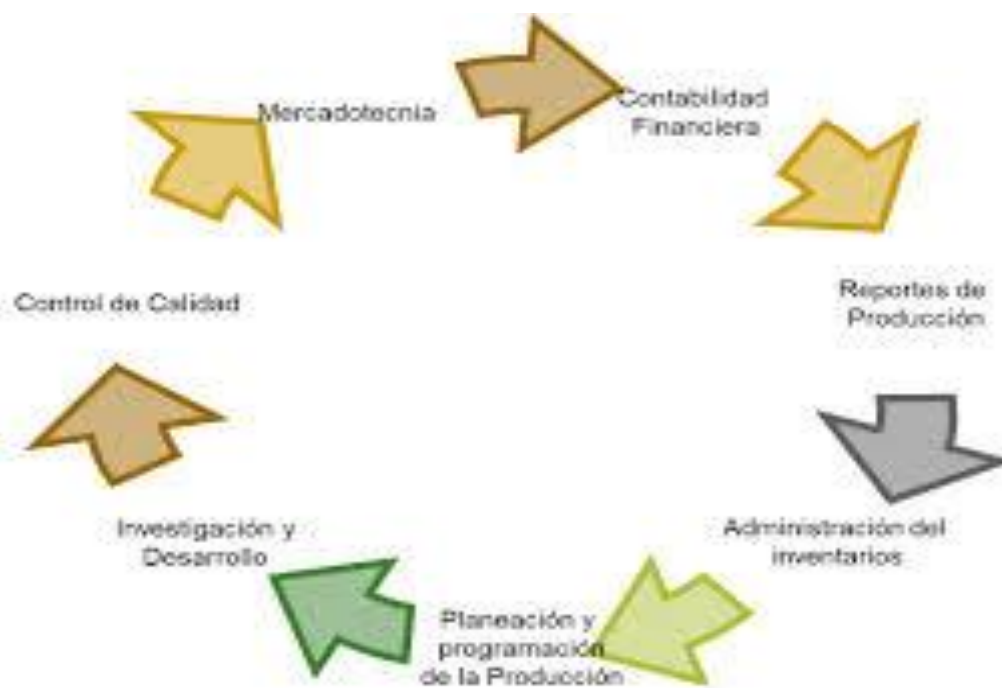 Mercadotecnia
Contabilidad
Financiera
Reportes de
Producción
Administración del
inventarios
Planeación y
programación
de la Producción
Investigación y
Desarrollo
Control de Calidad